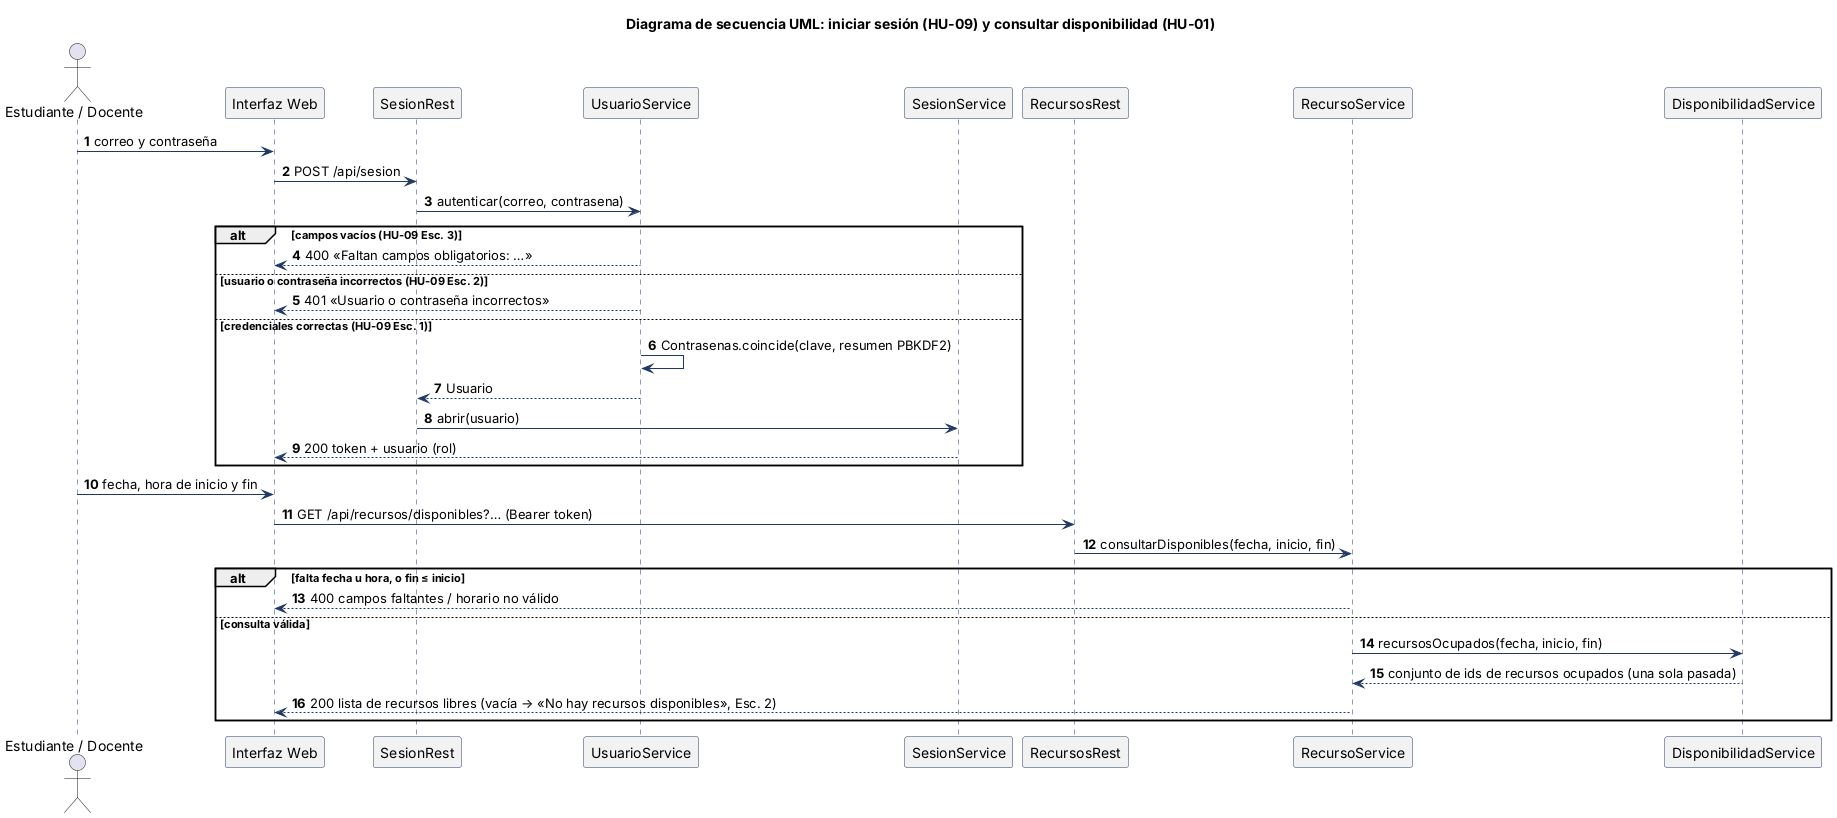 Diagrama de secuencia UML: iniciar sesión (HU-09) y consultar disponibilidad (HU-01)
Estudiante / Docente
Interfaz Web
SesionRest
UsuarioService
SesionService
RecursosRest
RecursoService
DisponibilidadService
1 correo y contraseña
2 POST /api/sesion
3 autenticar(correo, contrasena)
alt [campos vacíos (HU-09 Esc. 3)]
4 400 «Faltan campos obligatorios: ...»
[usuario o contraseña incorrectos (HU-09 Esc. 2)]
5 401 «Usuario o contraseña incorrectos»
[credenciales correctas (HU-09 Esc. 1)]
6 Contrasenas.coincide(clave, resumen PBKDF2)
7 Usuario
8 abrir(usuario)
9 200 token + usuario (rol)
10 fecha, hora de inicio y fin
11 GET /api/recursos/disponibles?... (Bearer token)
12 consultarDisponibles(fecha, inicio, fin)
alt [falta fecha u hora, o fin ≤ inicio]
13 400 campos faltantes / horario no válido
[consulta válida]
14 recursosOcupados(fecha, inicio, fin)
15 conjunto de ids de recursos ocupados (una sola pasada)
16 200 lista de recursos libres (vacía → «No hay recursos disponibles», Esc. 2)
Estudiante / Docente
Interfaz Web
SesionRest
UsuarioService
SesionService
RecursosRest
RecursoService
DisponibilidadService